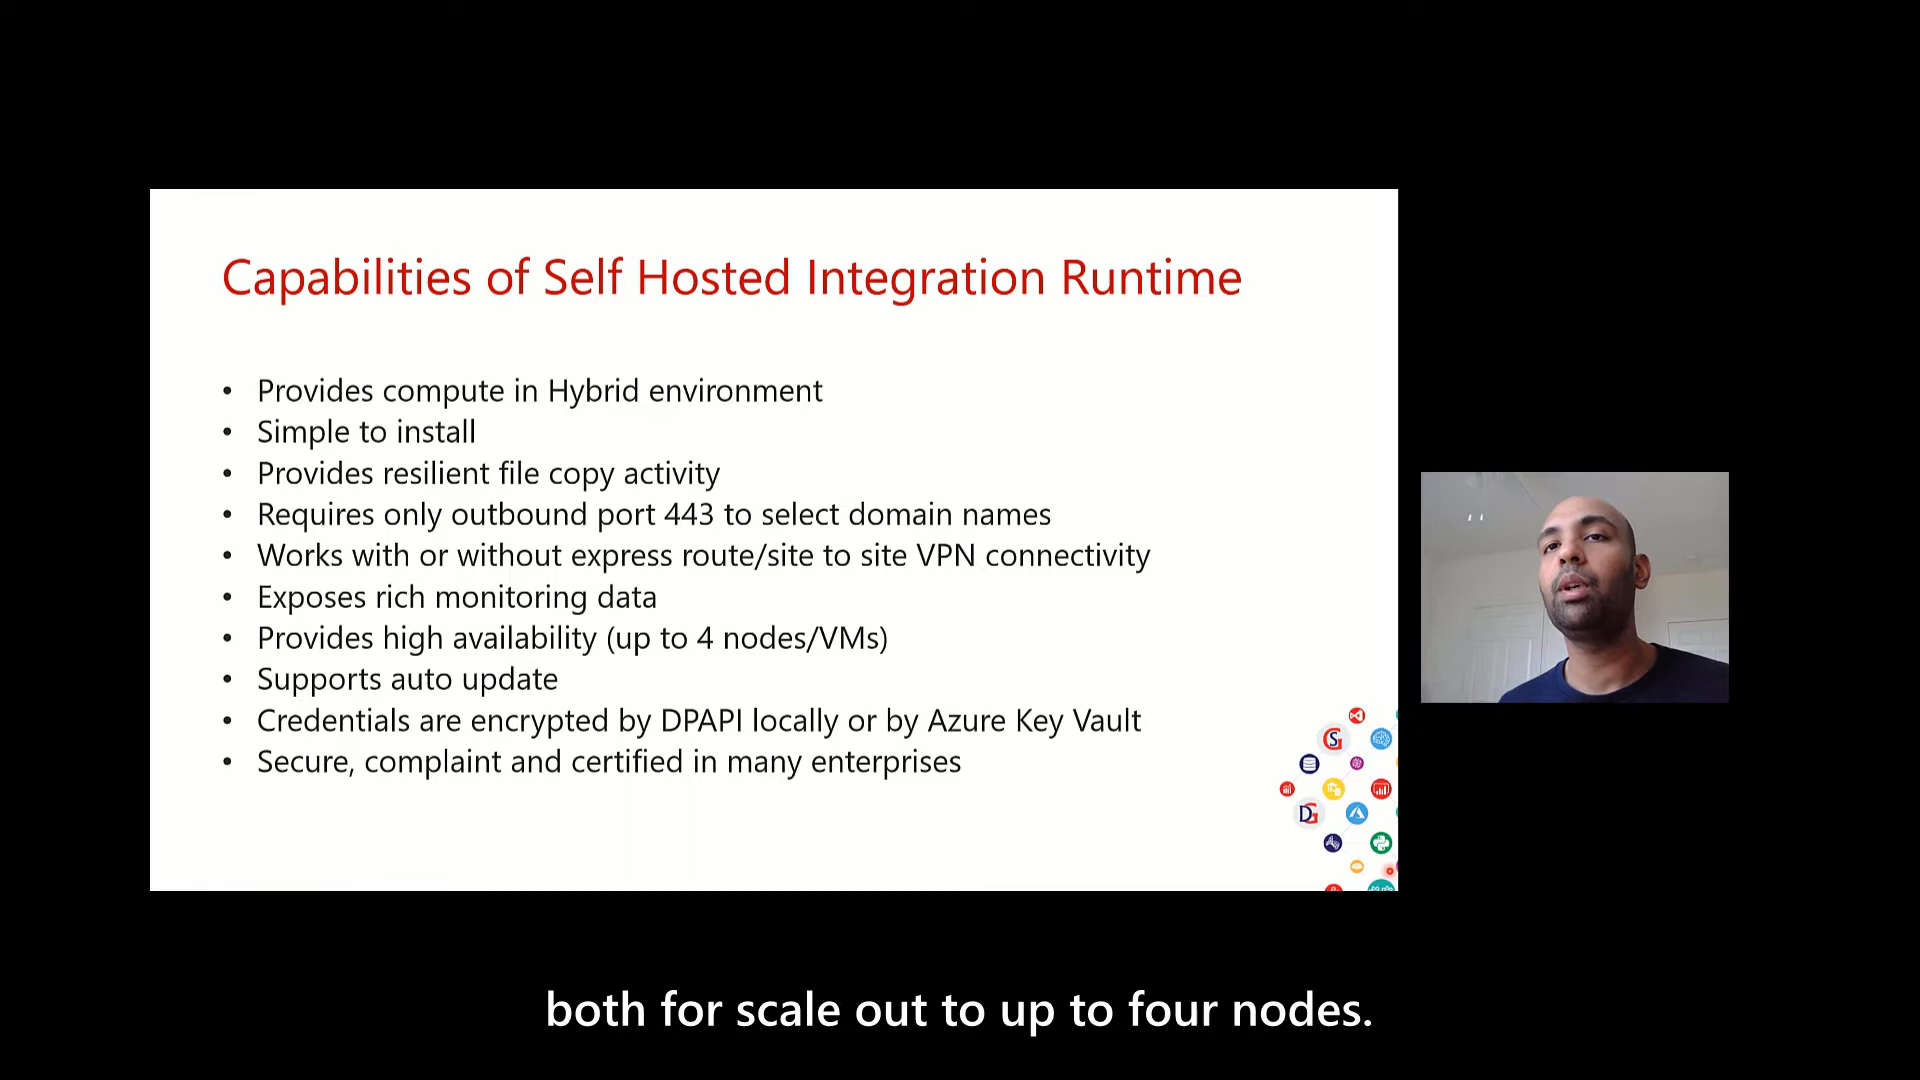 Capabilities of Self Hosted Integration Runtime
• Provides compute in Hybrid environment
• Simple to install
• Provides resilient file copy activity
• Requires only outbound port 443 to select domain names
• Works with or without express route/site to site VPN connectivity
• Exposes rich monitoring data
• Provides high availability (up to 4 nodes/VMs)
• Supports auto update
• Credentials are encrypted by DPAPI locally or by Azure Key Vault
• Secure, complaint and certified in many enterprises
both for scale out to up to four nodes.